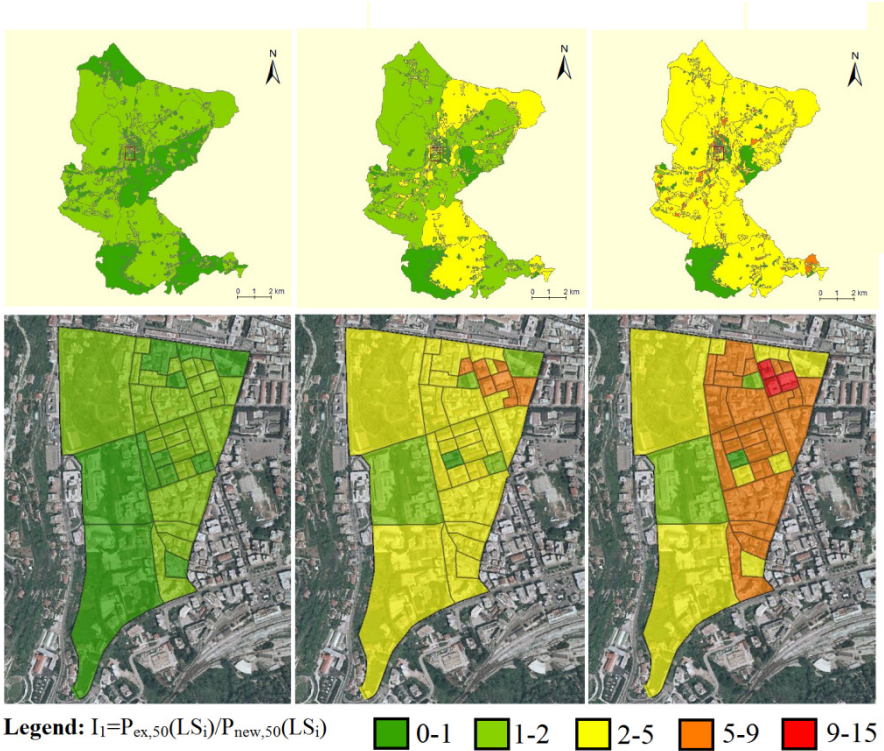 N
N
N
0 1 2 km
0 1 2 km
0 1 2 km
Legend: I₁=Pₑₓ,₅₀(LSᵢ)/Pₙₑw,₅₀(LSᵢ) 0-1 1-2 2-5 5-9 9-15